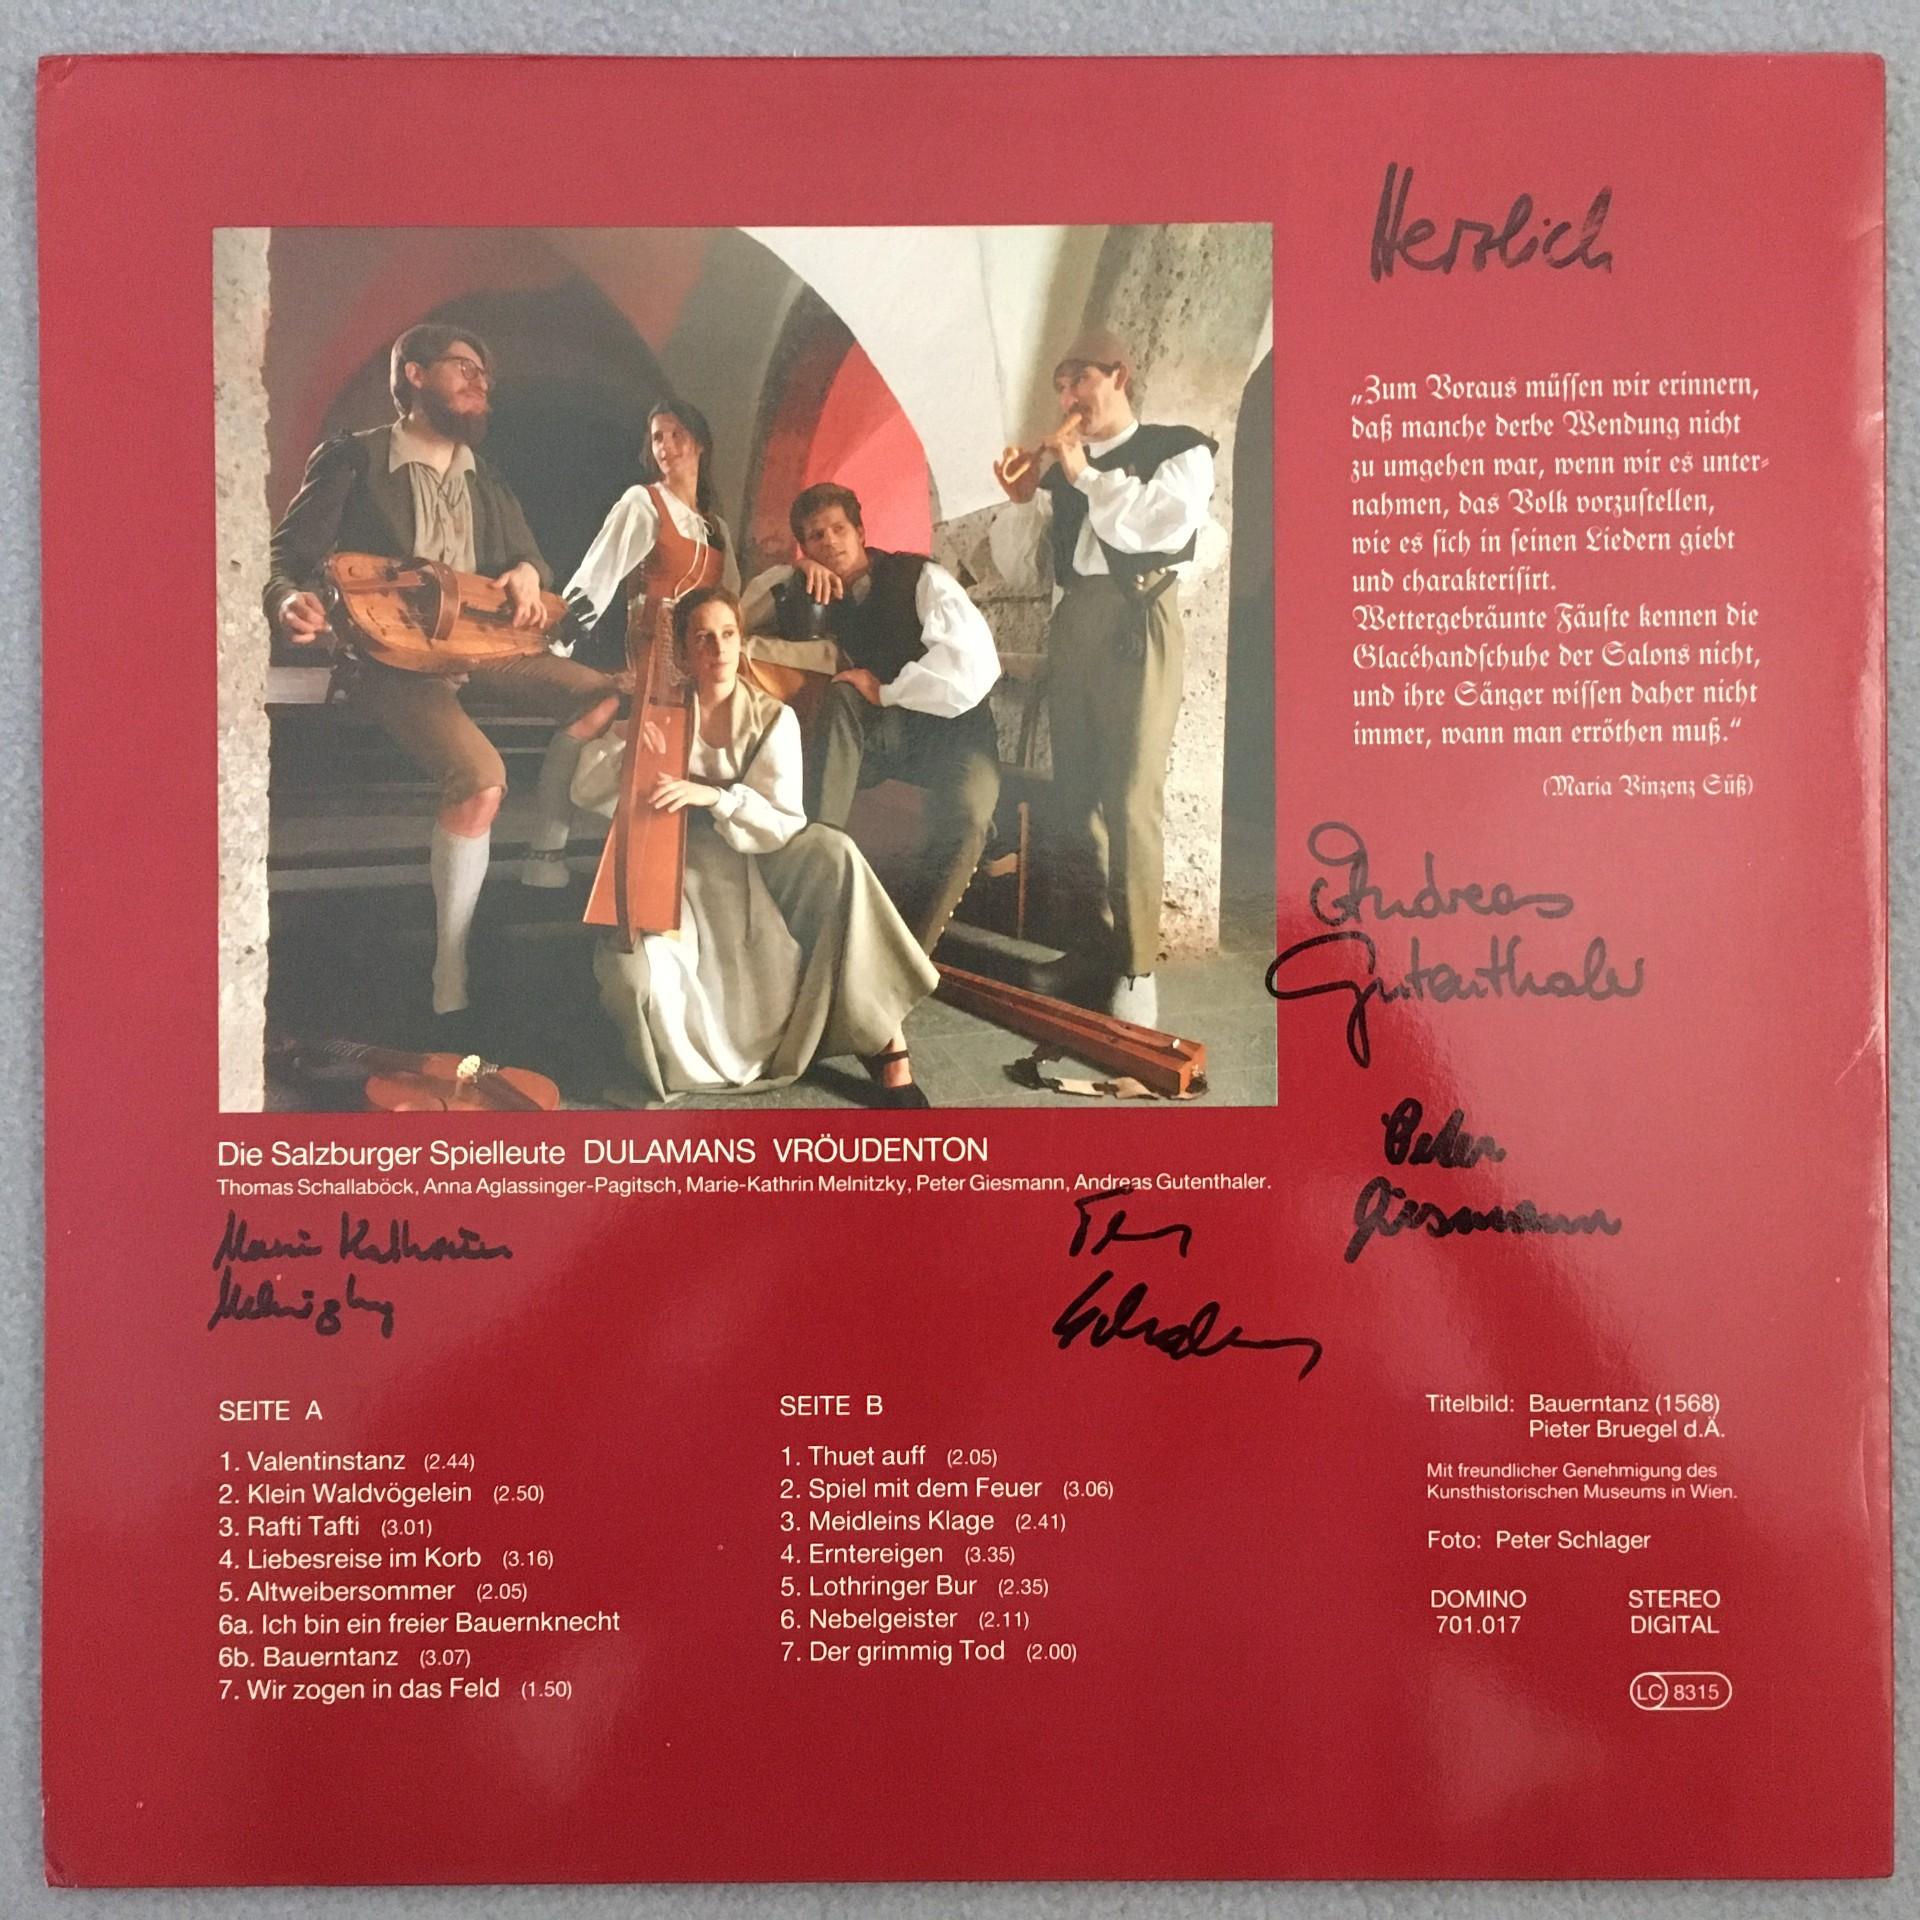 Herzlich
„Zum Voraus müſſen wir erinnern,
daß manche derbe Wendung nicht
zu umgehen war, wenn wir es unter⸗
nahmen, das Volk vorzuſtellen,
wie es ſich in ſeinen Liedern giebt
und charakteriſirt.
Wettergebräunte Fäuſte kennen die
Glacéhandſchuhe der Salons nicht,
und ihre Sänger wiſſen daher nicht
immer, wann man erröthen muß.“
(Maria Vinzenz Süß)
Andreas
Gutenthaler
Peter
Giesmann
Die Salzburger Spielleute DULAMANS VRÖUDENTON
Thomas Schallaböck, Anna Aglassinger-Pagitsch, Marie-Kathrin Melnitzky, Peter Giesmann, Andreas Gutenthaler.
Melnitzky
SEITE A
1. Valentinstanz (2.44)
2. Klein Waldvögelein (2.50)
3. Rafti Tafti (3.01)
4. Liebesreise im Korb (3.16)
5. Altweibersommer (2.05)
6a. Ich bin ein freier Bauernknecht
6b. Bauerntanz (3.07)
7. Wir zogen in das Feld (1.50)
SEITE B
1. Thuet auff (2.05)
2. Spiel mit dem Feuer (3.06)
3. Meidleins Klage (2.41)
4. Erntereigen (3.35)
5. Lothringer Bur (2.35)
6. Nebelgeister (2.11)
7. Der grimmig Tod (2.00)
Titelbild: Bauerntanz (1568)
Pieter Bruegel d.Ä.
Mit freundlicher Genehmigung des
Kunsthistorischen Museums in Wien.
Foto: Peter Schlager
DOMINO STEREO
701.017 DIGITAL
LC 8315